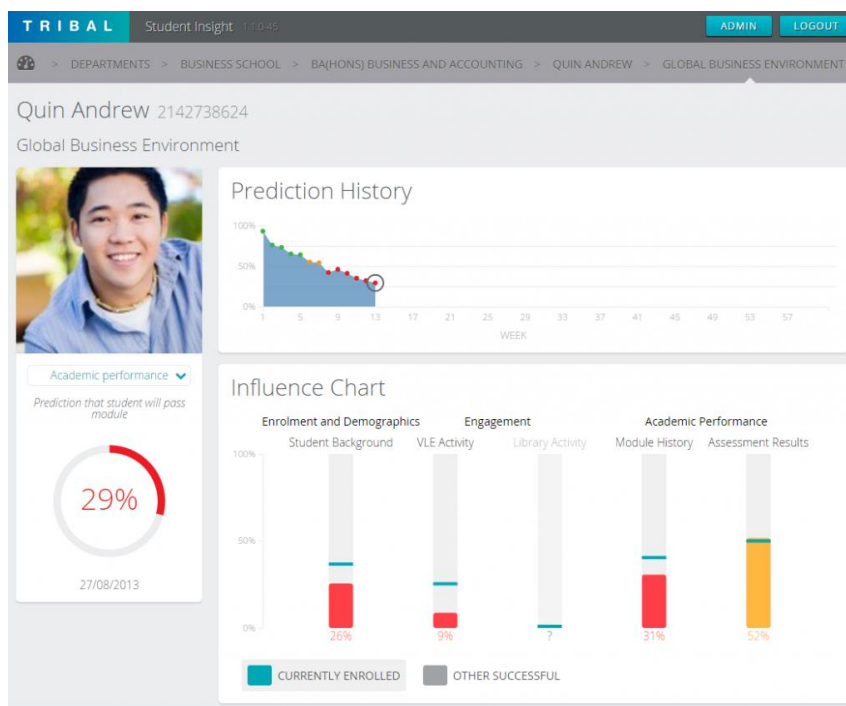 TRIBAL Student Insight 1.1.0-45 ADMIN LOGOUT
> DEPARTMENTS > BUSINESS SCHOOL > BA(HONS) BUSINESS AND ACCOUNTING > QUIN ANDREW > GLOBAL BUSINESS ENVIRONMENT
Quin Andrew 2142738624
Global Business Environment
Prediction History
100%
50%
0%
1 5 9 13 17 21 25 29 33 37 41 45 49 53 57
WEEK
Academic performance
Prediction that student will pass
module
29%
27/08/2013
Influence Chart
Enrolment and Demographics Engagement Academic Performance
Student Background VLE Activity Library Activity Module History Assessment Results
100%
50%
0%
26% 9% ? 31% 52%
CURRENTLY ENROLLED OTHER SUCCESSFUL